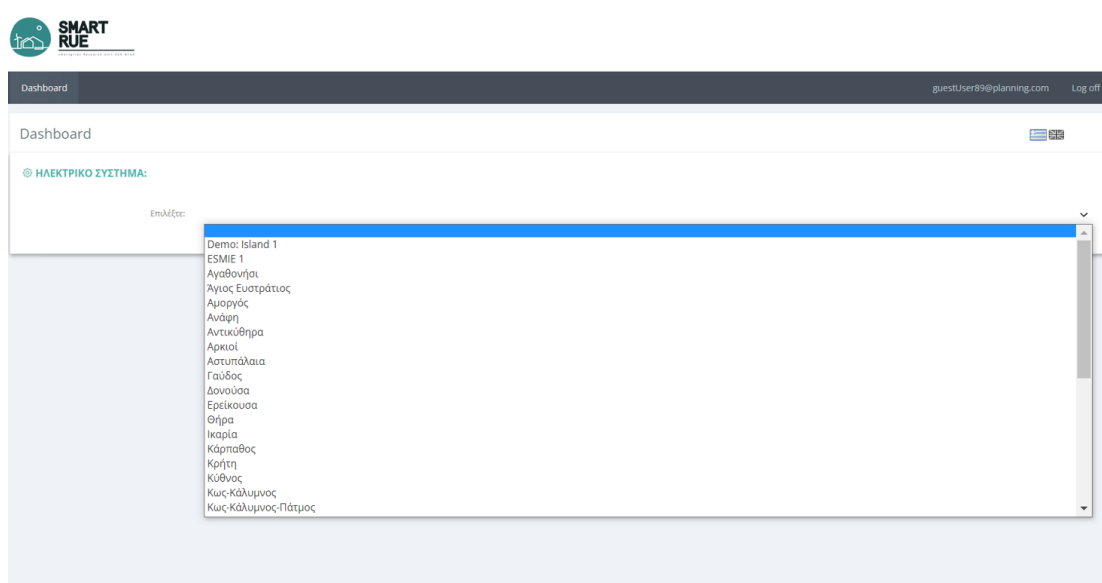 SMART
RUE
Dashboard
guestUser89@planning.com
Log off
Dashboard
ΗΛΕΚΤΡΙΚΟ ΣΥΣΤΗΜΑ:
Επιλέξτε:
Demo: Island 1
ESMIE 1
Αγαθονήσι
Άγιος Ευστράτιος
Αμοργός
Ανάφη
Αντικύθηρα
Αρκιοί
Αστυπάλαια
Γαύδος
Δονούσα
Ερείκουσα
Θήρα
Ικαρία
Κάρπαθος
Κρήτη
Κύθνος
Κως-Κάλυμνος
Κως-Κάλυμνος-Πάτμος